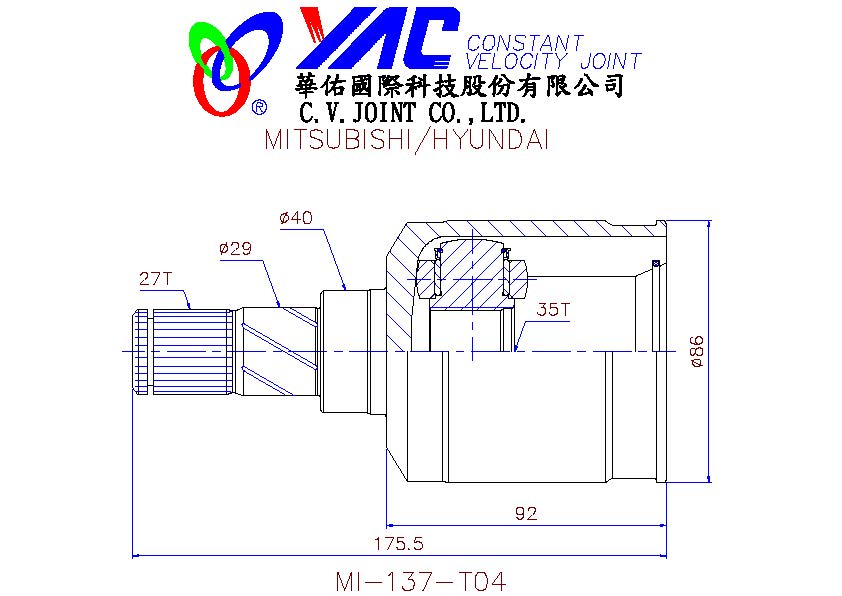 YAC CONSTANT
VELOCITY JOINT
華佑國際科技股份有限公司
®
C.V.JOINT CO.,LTD.
MITSUBISHI/HYUNDAI
ø40
ø29
27T
35T
ø86
92
175.5
MI-137-T04